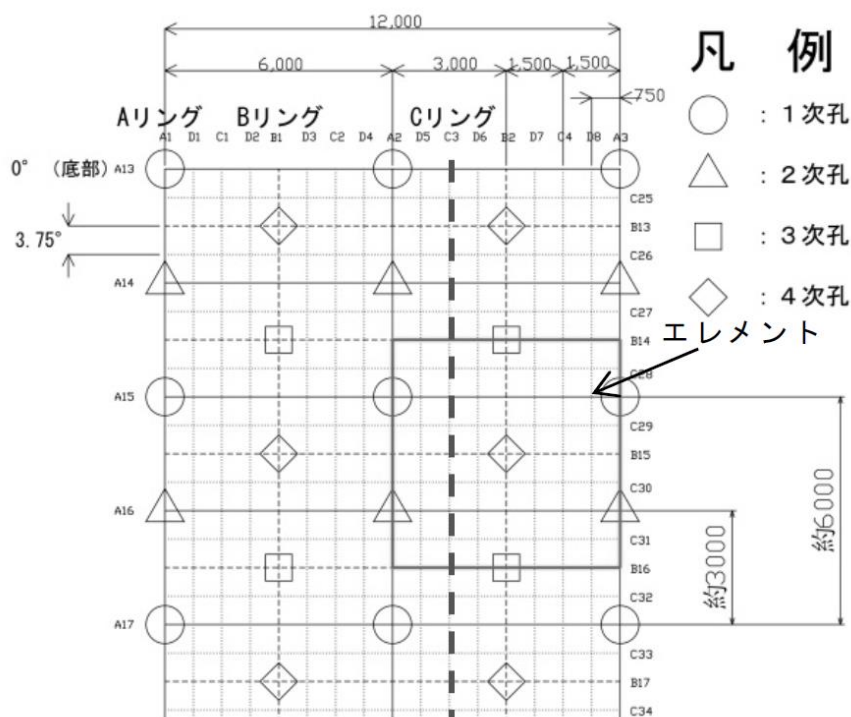 12,000
6,000
3,000
1,500
1,500
750
凡 例
Aリング Bリング Cリング
A1 D1 C1 D2 B1 D3 C2 D4 A2 D5 C3 D6 B2 D7 C4 D8 A3
: 1次孔
0° (底部) A13
: 2次孔
C25
3.75°
B13
: 3次孔
C26
A14
: 4次孔
C27
エレメント
B14
C28
A15
C29
B15
C30
A16
C31
B16
C32
A17
C33
B17
C34
約3000
約6000